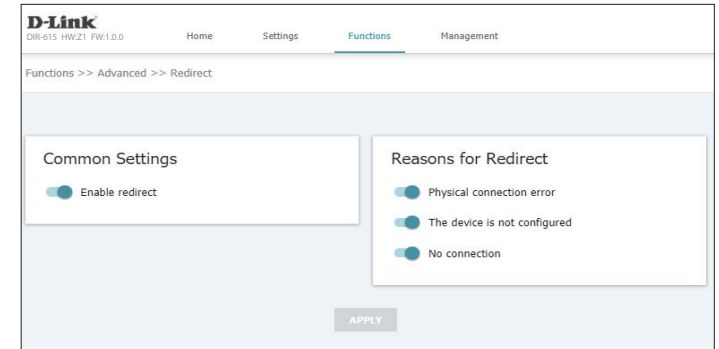 D-Link
DIR-615 HW:Z1 FW:1.0.0 Home Settings Functions Management
Functions >> Advanced >> Redirect
Common Settings
Enable redirect
Reasons for Redirect
Physical connection error
The device is not configured
No connection
APPLY